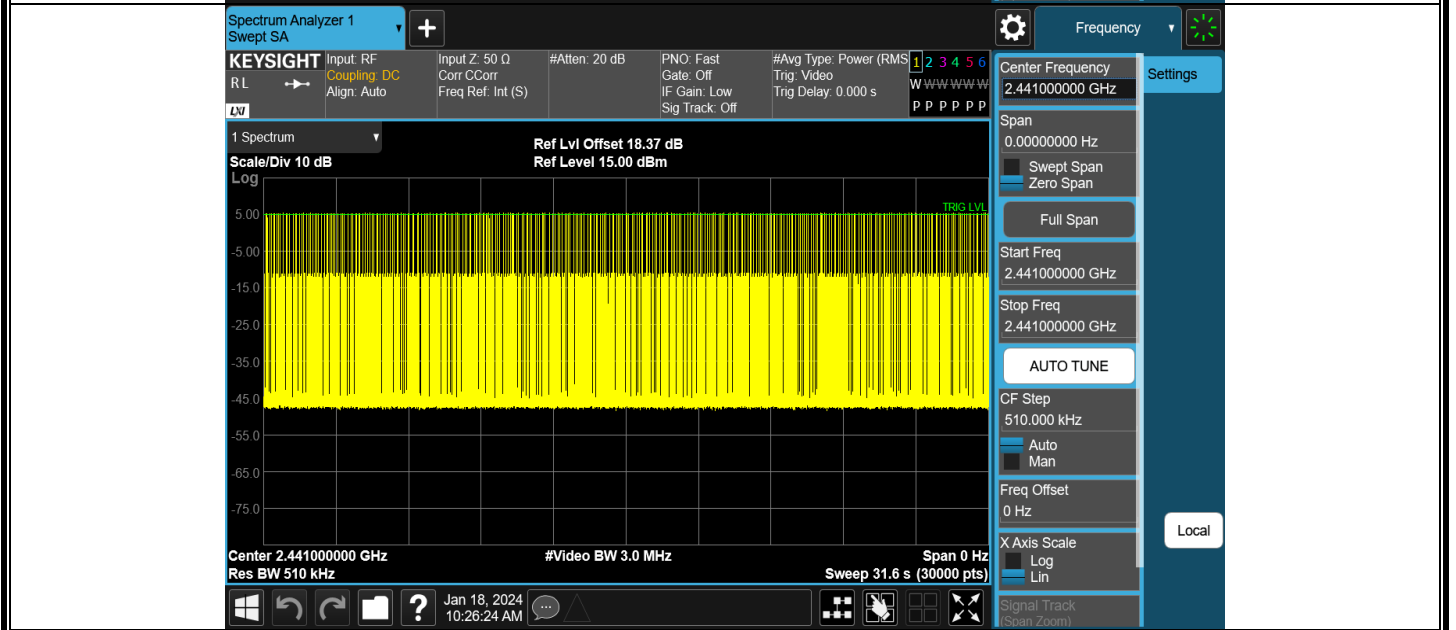 Spectrum Analyzer 1
Swept SA
+
Frequency
KEYSIGHT
RL
LXI
Input: RF
Coupling: DC
Align: Auto
Input Z: 50 Ω
Corr CCorr
Freq Ref: Int (S)
#Atten: 20 dB
PNO: Fast
Gate: Off
IF Gain: Low
Sig Track: Off
#Avg Type: Power (RMS
Trig: Video
Trig Delay: 0.000 s
1 2 3 4 5 6
W W W W W W
P P P P P P
1 Spectrum
Scale/Div 10 dB
Log
Ref Lvl Offset 18.37 dB
Ref Level 15.00 dBm
TRIG LVL
5.00
-5.00
-15.0
-25.0
-35.0
-45.0
-55.0
-65.0
-75.0
Center 2.441000000 GHz
Res BW 510 kHz
#Video BW 3.0 MHz
Span 0 Hz
Sweep 31.6 s (30000 pts)
Center Frequency
2.441000000 GHz
Settings
Span
0.00000000 Hz
Swept Span
Zero Span
Full Span
Start Freq
2.441000000 GHz
Stop Freq
2.441000000 GHz
AUTO TUNE
CF Step
510.000 kHz
Auto
Man
Freq Offset
0 Hz
X Axis Scale
Log
Lin
Signal Track
(Span Zoom)
Local
?
Jan 18, 2024
10:26:24 AM